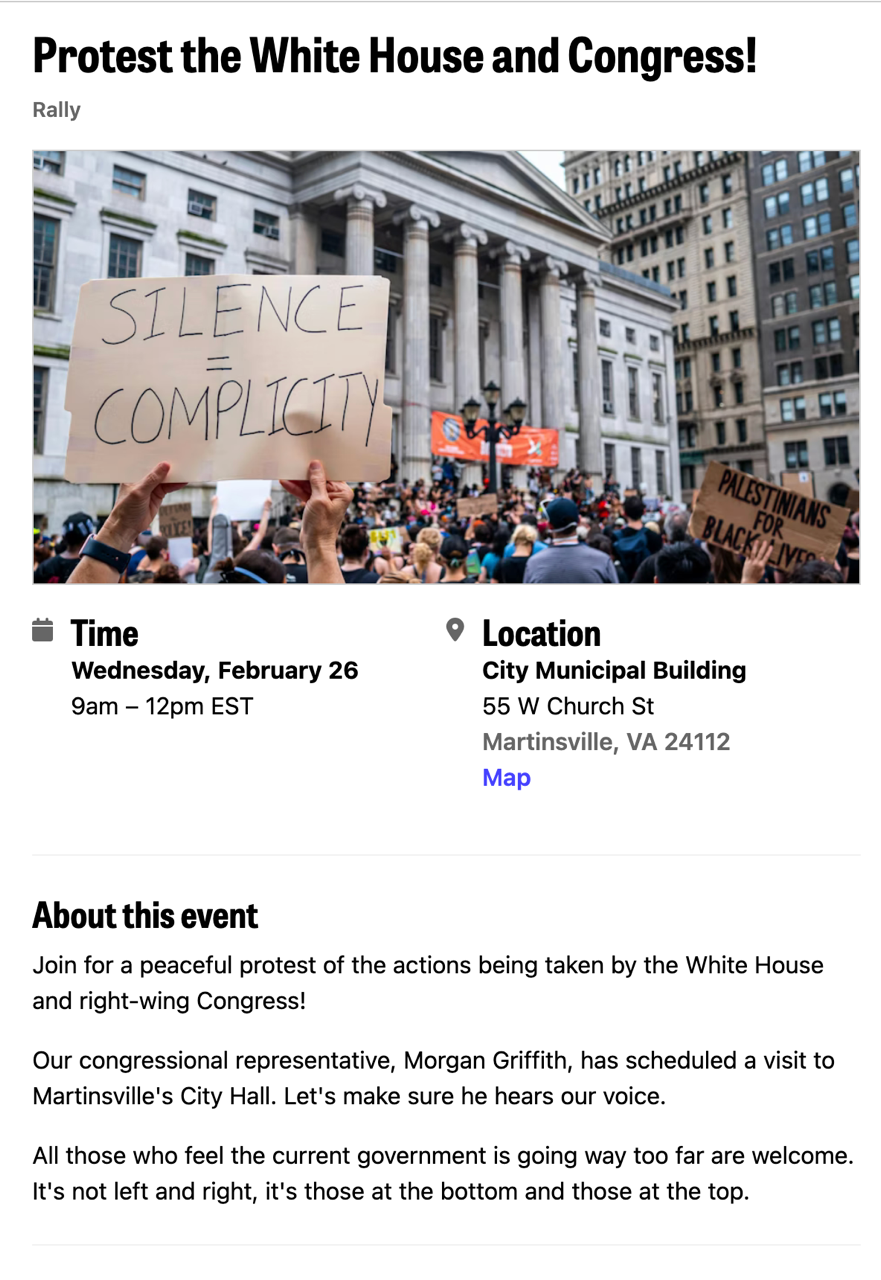 Protest the White House and Congress!
Rally
SILENCE
=
COMPLICITY
PALESTINIANS
FOR
BLACK LIVES
Time
Wednesday, February 26
9am – 12pm EST
Location
City Municipal Building
55 W Church St
Martinsville, VA 24112
Map
About this event
Join for a peaceful protest of the actions being taken by the White House
and right-wing Congress!
Our congressional representative, Morgan Griffith, has scheduled a visit to
Martinsville's City Hall. Let's make sure he hears our voice.
All those who feel the current government is going way too far are welcome.
It's not left and right, it's those at the bottom and those at the top.